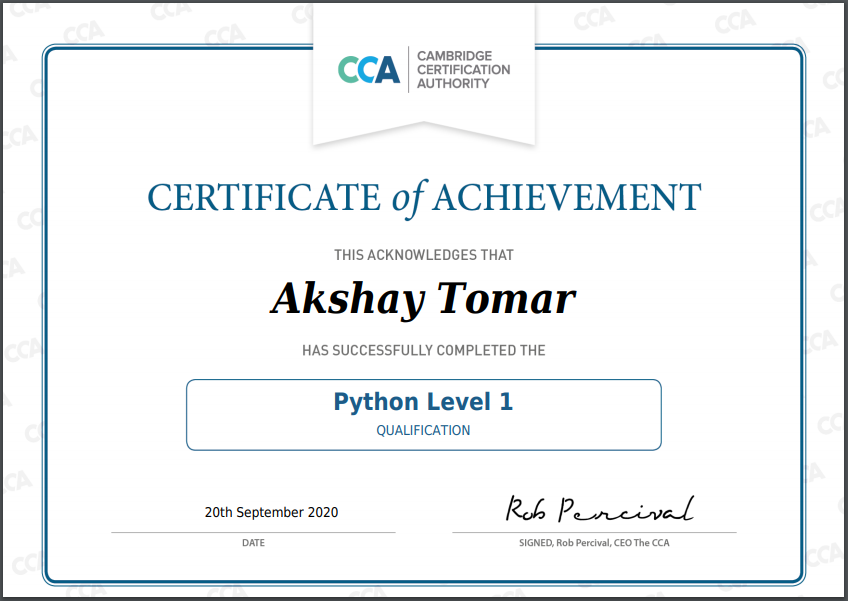 CCA
CAMBRIDGE
CERTIFICATION
AUTHORITY
CERTIFICATE of ACHIEVEMENT
THIS ACKNOWLEDGES THAT
Akshay Tomar
HAS SUCCESSFULLY COMPLETED THE
Python Level 1
QUALIFICATION
20th September 2020
Rob Percival
DATE
SIGNED, Rob Percival, CEO The CCA